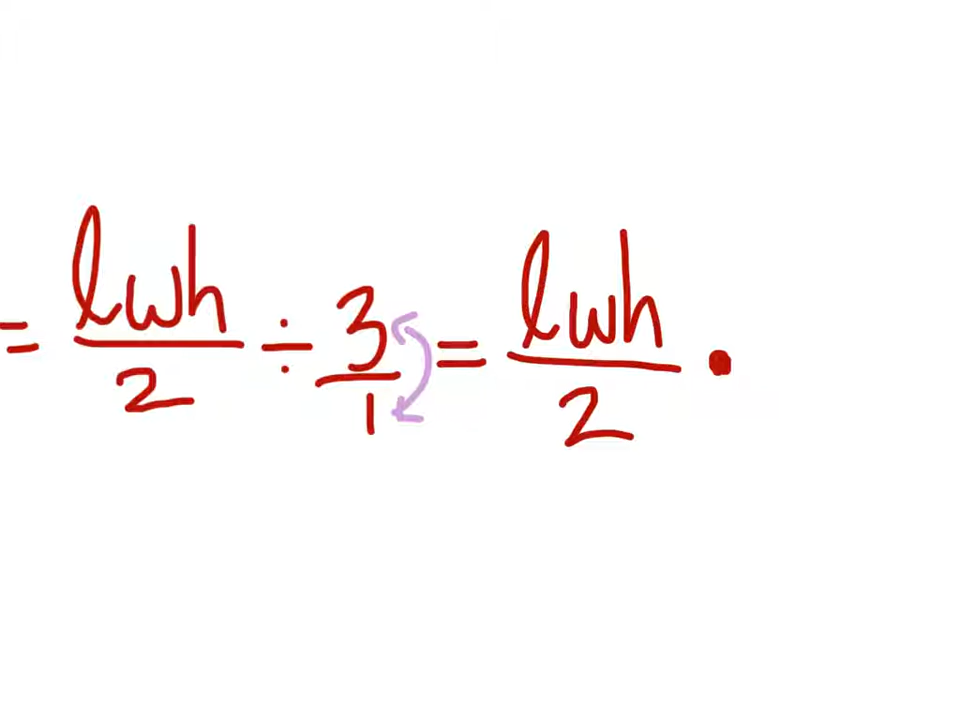 = lwh/2 ÷ 3/1 = lwh/2 •